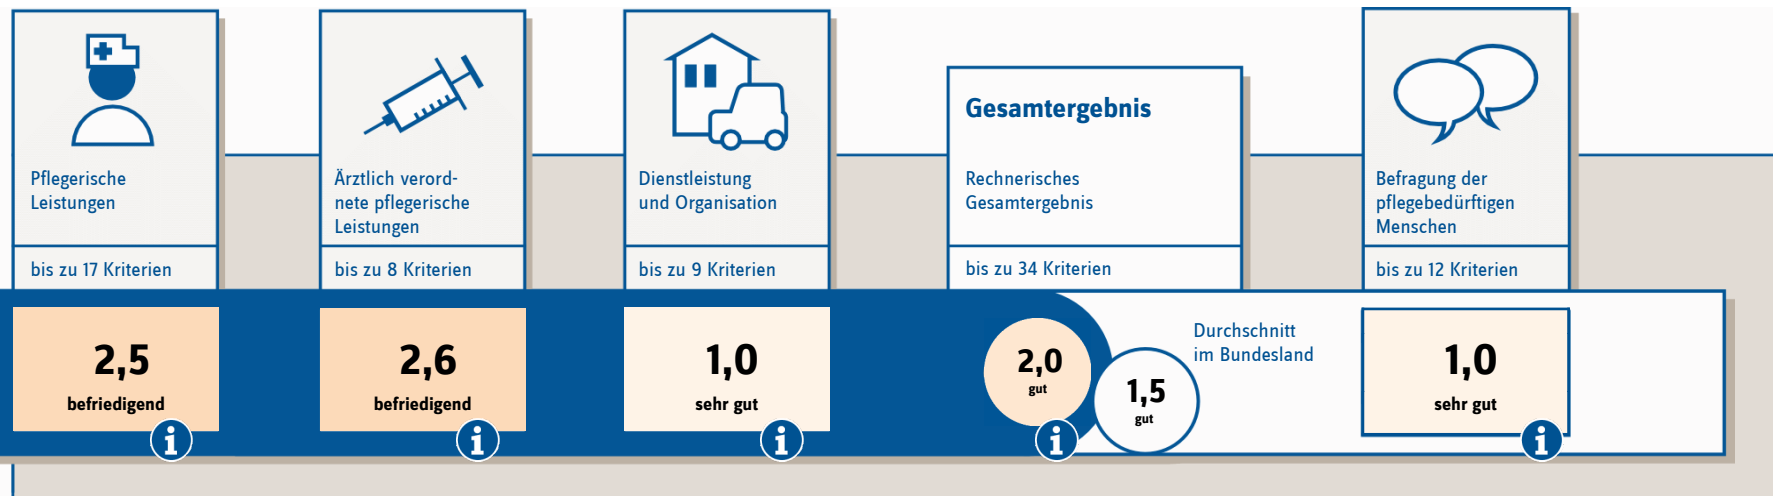 Pflegerische
Leistungen
bis zu 17 Kriterien
2,5
befriedigend
i
Ärztlich verord-
nete pflegerische
Leistungen
bis zu 8 Kriterien
2,6
befriedigend
i
Dienstleistung
und Organisation
bis zu 9 Kriterien
1,0
sehr gut
i
Gesamtergebnis
Rechnerisches
Gesamtergebnis
bis zu 34 Kriterien
2,0
gut
i
1,5
gut
Durchschnitt
im Bundesland
Befragung der
pflegebedürftigen
Menschen
bis zu 12 Kriterien
1,0
sehr gut
i